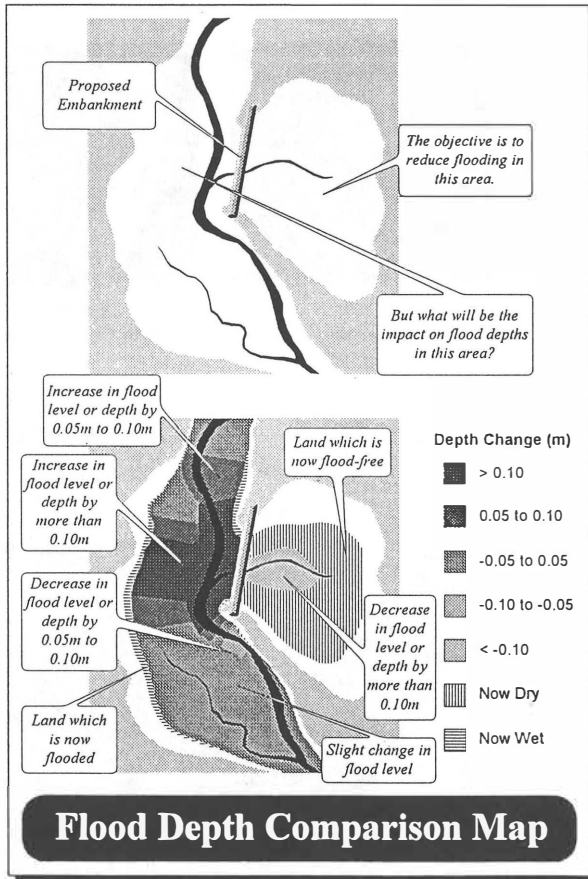 Proposed
Embankment
The objective is to
reduce flooding in
this area.
But what will be the
impact on flood depths
in this area?
Increase in flood
level or depth by
0.05m to 0.10m
Land which is
now flood-free
Increase in
flood level or
depth by
more than
0.10m
Decrease in
flood level or
depth by
0.05m to
0.10m
Decrease
in flood
level or
depth by
more than
0.10m
Land which
is now
flooded
Slight change in
flood level
Depth Change (m)
> 0.10
0.05 to 0.10
-0.05 to 0.05
-0.10 to -0.05
< -0.10
Now Dry
Now Wet
Flood Depth Comparison Map